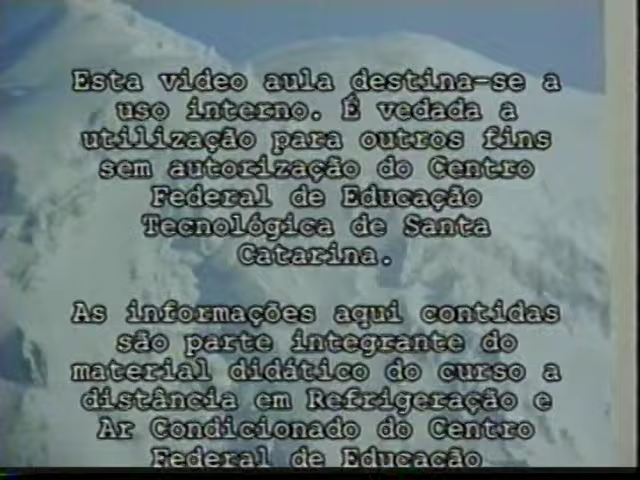 Esta video aula destina-se a
uso interno. É vedada a
utilização para outros fins
sem autorização do Centro
Federal de Educação
Tecnológica de Santa
Catarina.
As informações aqui contidas
são parte integrante do
material didático do curso a
distância em Refrigeração e
Ar Condicionado do Centro
Federal de Educação